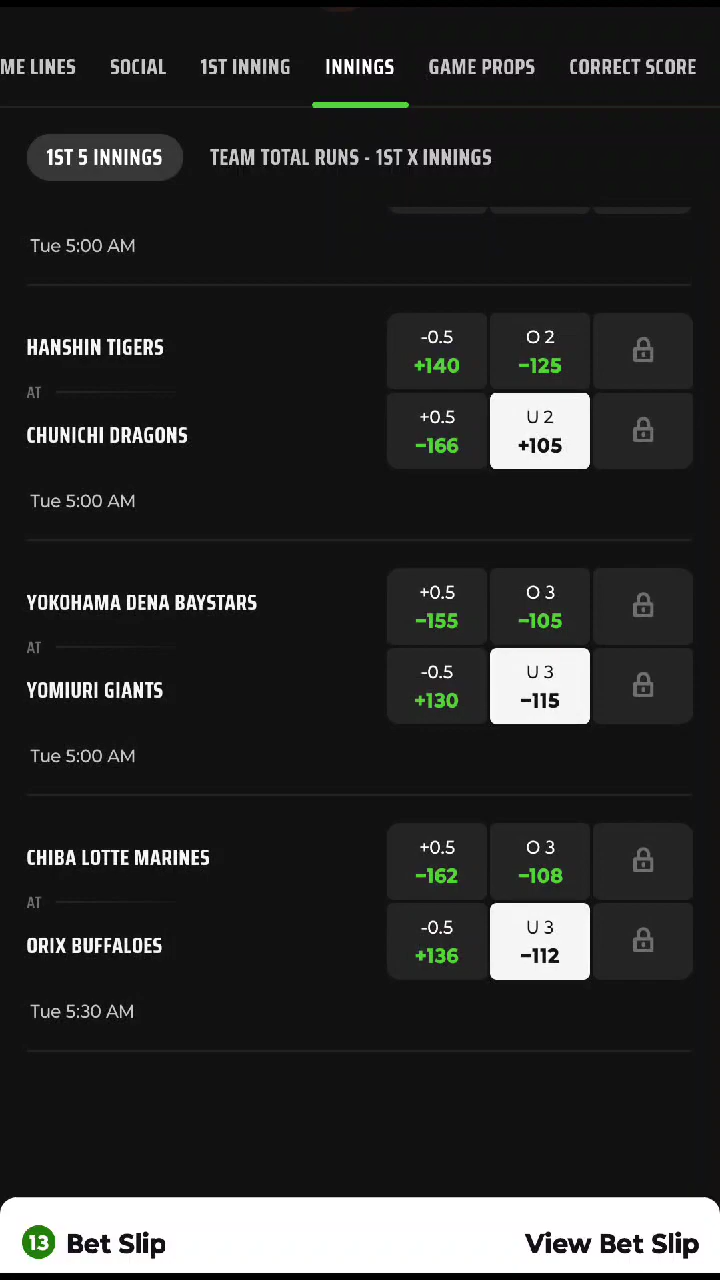 ME LINES SOCIAL 1ST INNING INNINGS GAME PROPS CORRECT SCORE
1ST 5 INNINGS TEAM TOTAL RUNS - 1ST X INNINGS
Tue 5:00 AM
HANSHIN TIGERS
-0.5 O 2
+140 −125
AT
CHUNICHI DRAGONS
+0.5 U 2
−166 +105
Tue 5:00 AM
YOKOHAMA DENA BAYSTARS
+0.5 O 3
−155 −105
AT
YOMIURI GIANTS
-0.5 U 3
+130 −115
Tue 5:00 AM
CHIBA LOTTE MARINES
+0.5 O 3
−162 −108
AT
ORIX BUFFALOES
-0.5 U 3
+136 −112
Tue 5:30 AM
13 Bet Slip View Bet Slip